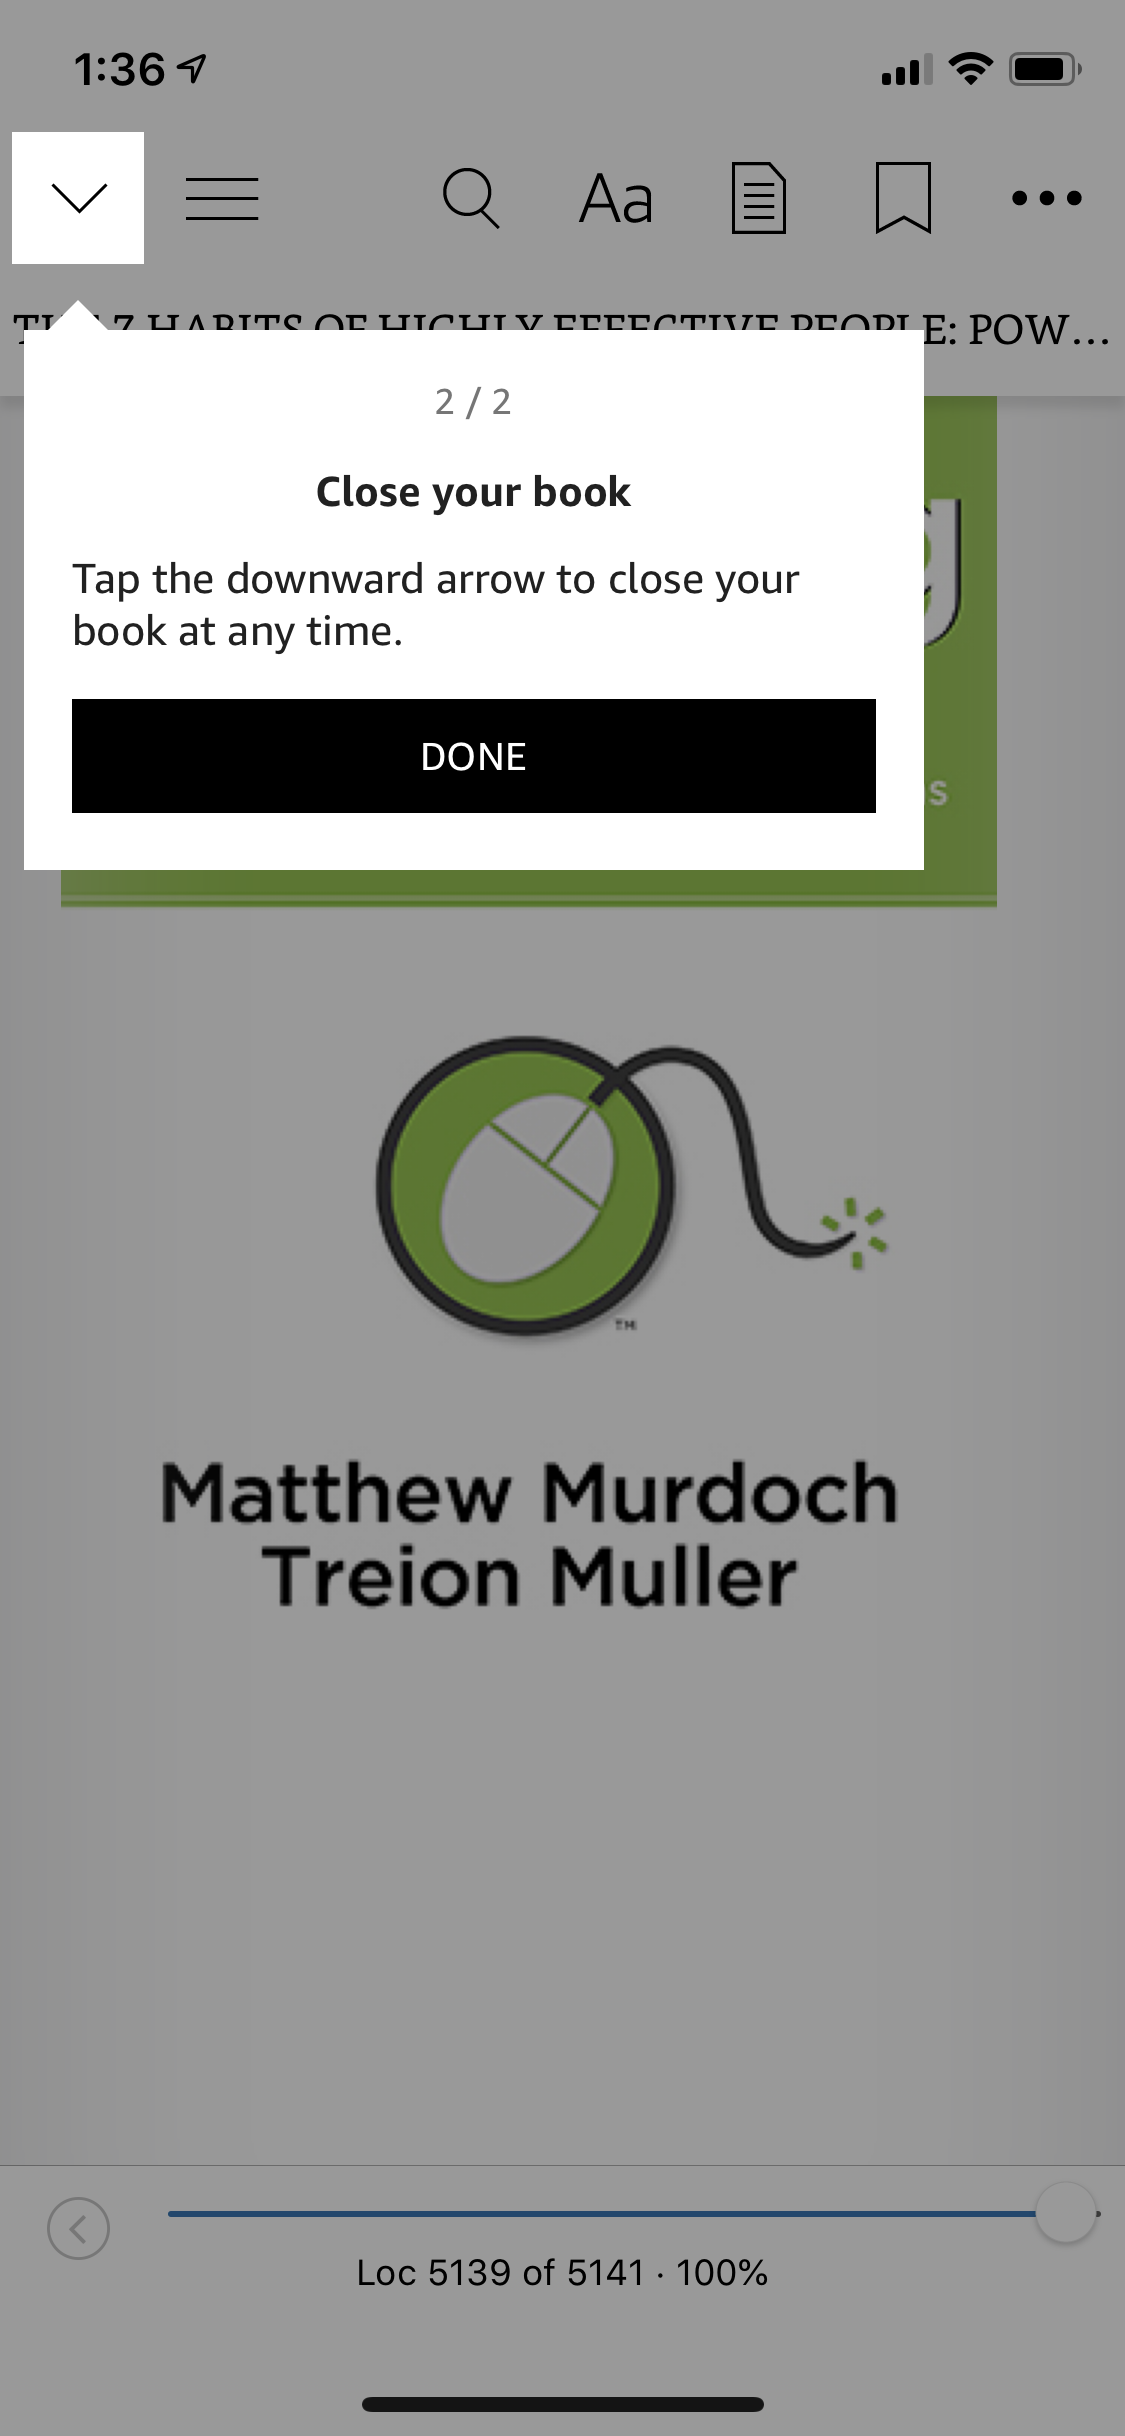 1:36
Aa
7 HABITS OF HIGHLY EFFECTIVE PEOPLE: POW...
2 / 2
Close your book
Tap the downward arrow to close your
book at any time.
DONE
TM
Matthew Murdoch
Treion Muller
Loc 5139 of 5141 · 100%